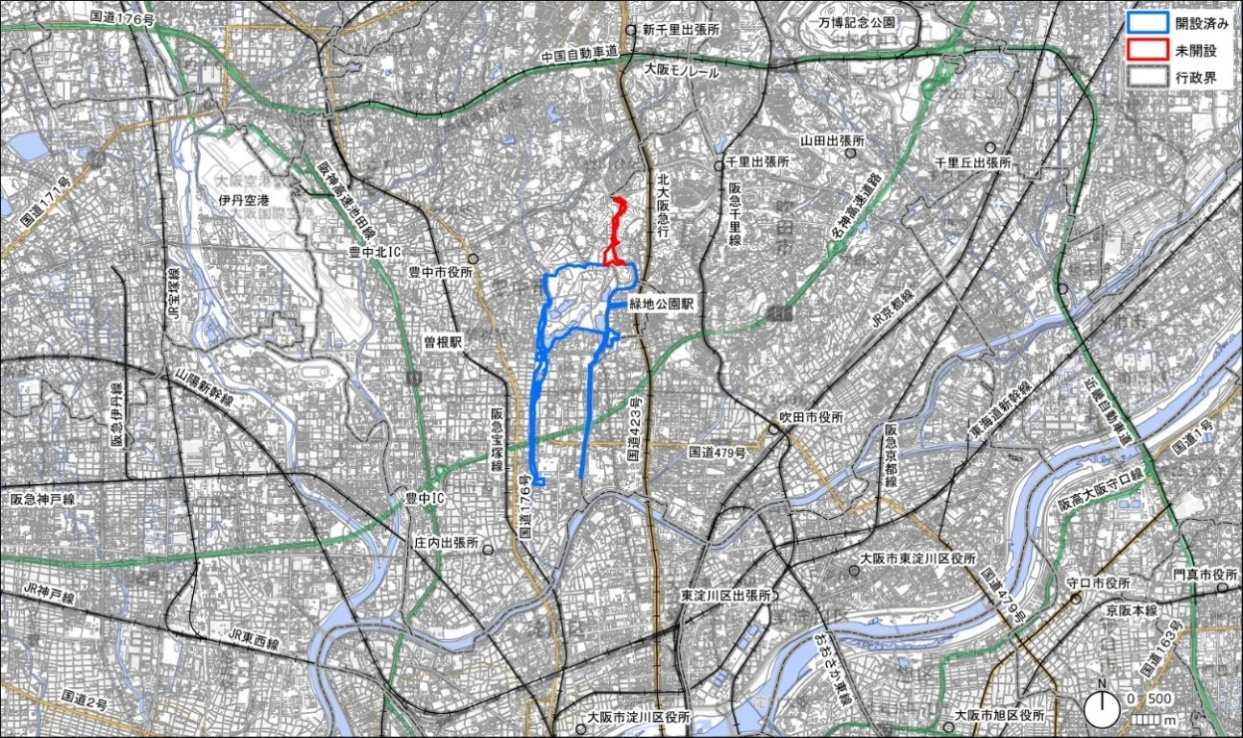 国道176号
新千里出張所
万博記念公園
開設済み
未開設
行政界
中国自動車道
大阪モノレール
山田出張所
千里出張所
千里丘出張所
国道171号
伊丹空港
阪神高速池田線
北大阪急行
阪急千里線
名神高速道路
豊中北IC
豊中市役所
JR宝塚線
緑地公園駅
JR京都線
曽根駅
山陽新幹線
阪急伊丹線
阪急宝塚線
国道423号
吹田市役所
東海道新幹線
近畿自動車道
国道1号
国道479号
阪急京都線
阪急神戸線
豊中IC
国道176号
阪高大阪守口線
庄内出張所
大阪市東淀川区役所
国道479号
守口市役所
門真市役所
JR神戸線
東淀川区出張所
京阪本線
JR東西線
おおさか東線
国道163号
国道2号
大阪市淀川区役所
大阪市旭区役所
N
0 500
m